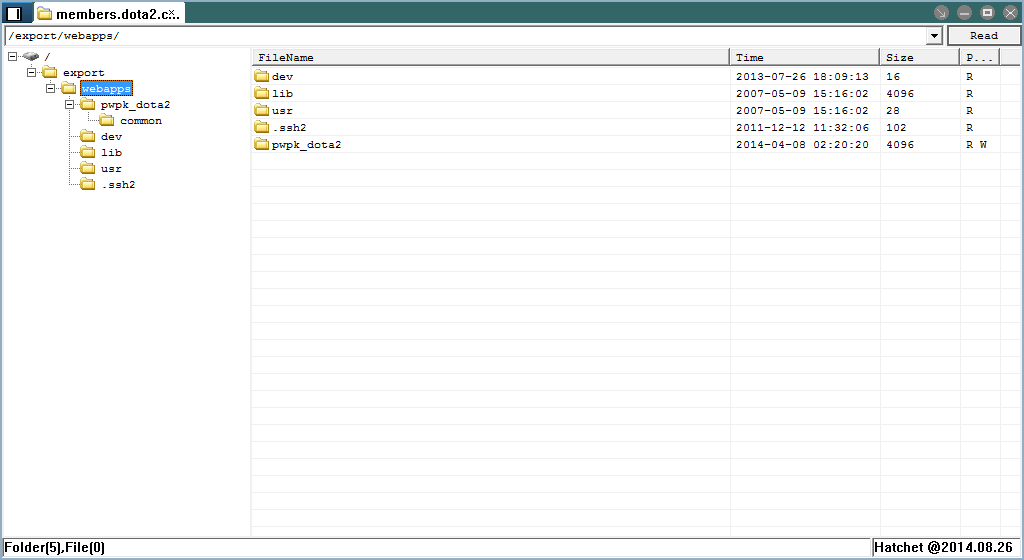 members.dota2.c...
/export/webapps/ Read
/
export
webapps
pwpk_dota2
common
dev
lib
usr
.ssh2
FileName Time Size P...
dev 2013-07-26 18:09:13 16 R
lib 2007-05-09 15:16:02 4096 R
usr 2007-05-09 15:16:02 28 R
.ssh2 2011-12-12 11:32:06 102 R
pwpk_dota2 2014-04-08 02:20:20 4096 R W
Folder(5),File(0) Hatchet @2014.08.26